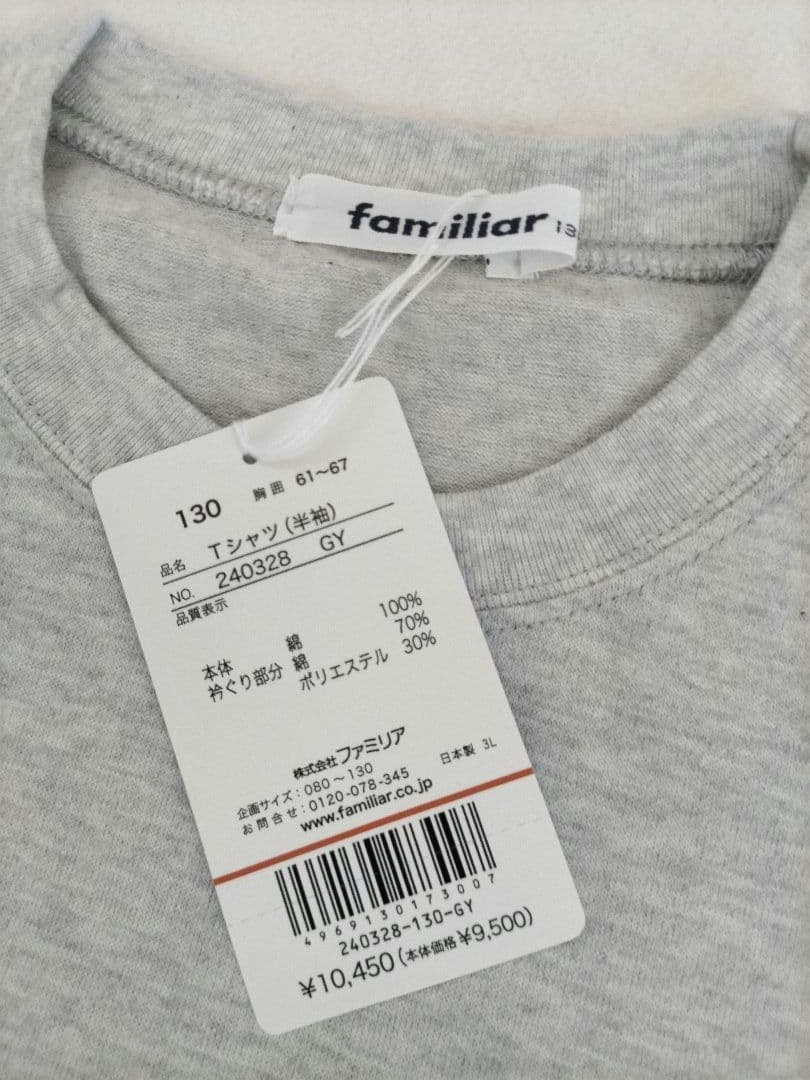 familiar 13
130 胸囲 61〜67
品名 Tシャツ(半袖)
NO. 240328 GY
品質表示
本体 綿 100%
衿ぐり部分 綿 70%
ポリエステル 30%
株式会社ファミリア
企画サイズ:080〜130 日本製 3L
お問合せ:0120-078-345
www.familiar.co.jp
4969130173007
240328-130-GY
¥10,450(本体価格¥9,500)